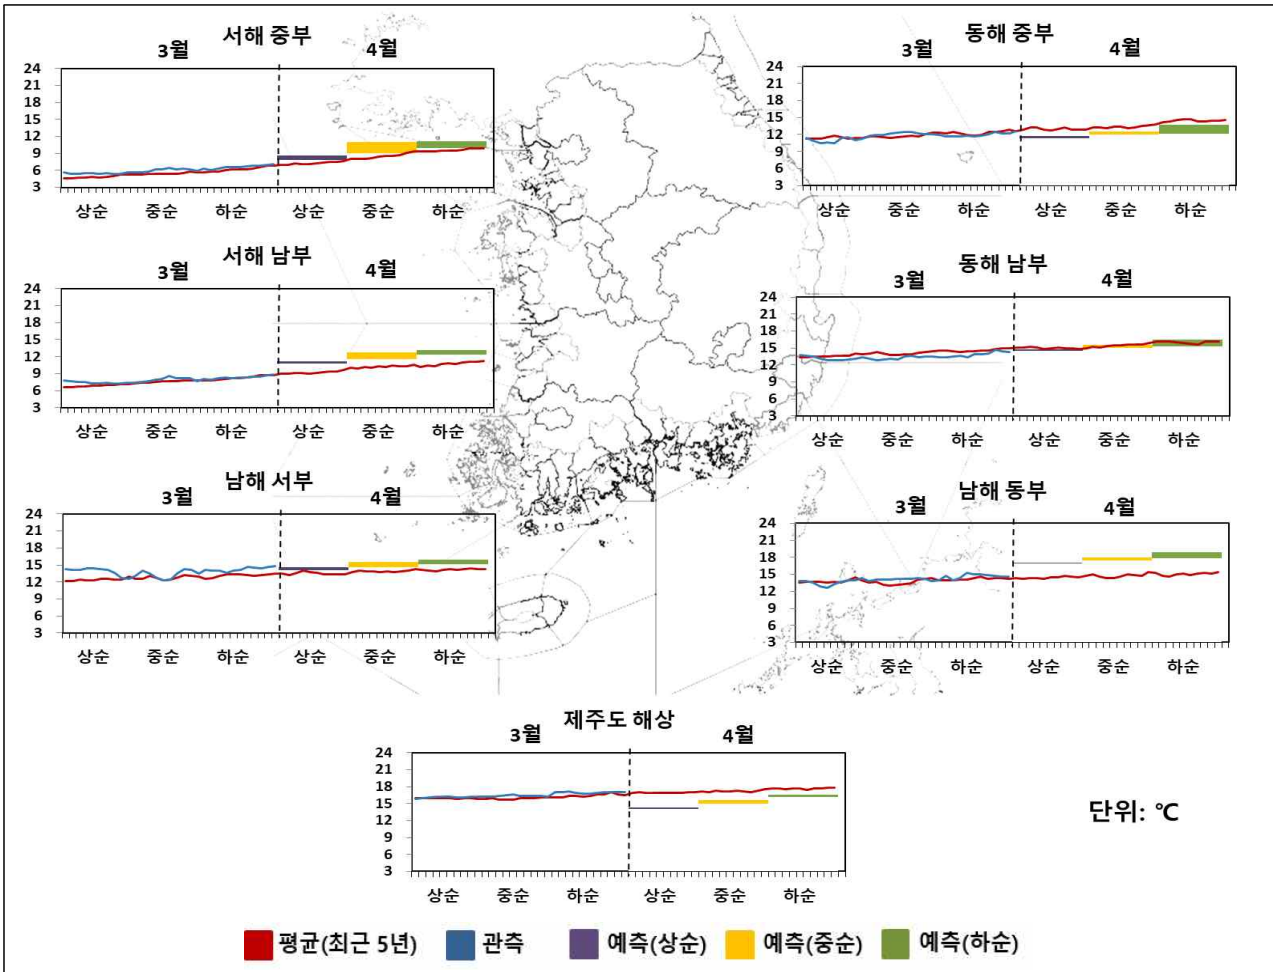 서해 중부
3월
4월
24
21
18
15
12
9
6
3
상순 중순 하순 상순 중순 하순
동해 중부
3월
4월
24
21
18
15
12
9
6
3
상순 중순 하순 상순 중순 하순
서해 남부
3월
4월
24
21
18
15
12
9
6
3
상순 중순 하순 상순 중순 하순
동해 남부
3월
4월
24
21
18
15
12
9
6
3
상순 중순 하순 상순 중순 하순
남해 서부
3월
4월
24
21
18
15
12
9
6
3
상순 중순 하순 상순 중순 하순
남해 동부
3월
4월
24
21
18
15
12
9
6
3
상순 중순 하순 상순 중순 하순
제주도 해상
3월
4월
24
21
18
15
12
9
6
3
상순 중순 하순 상순 중순 하순
단위: ℃
평균(최근 5년) 관측 예측(상순) 예측(중순) 예측(하순)